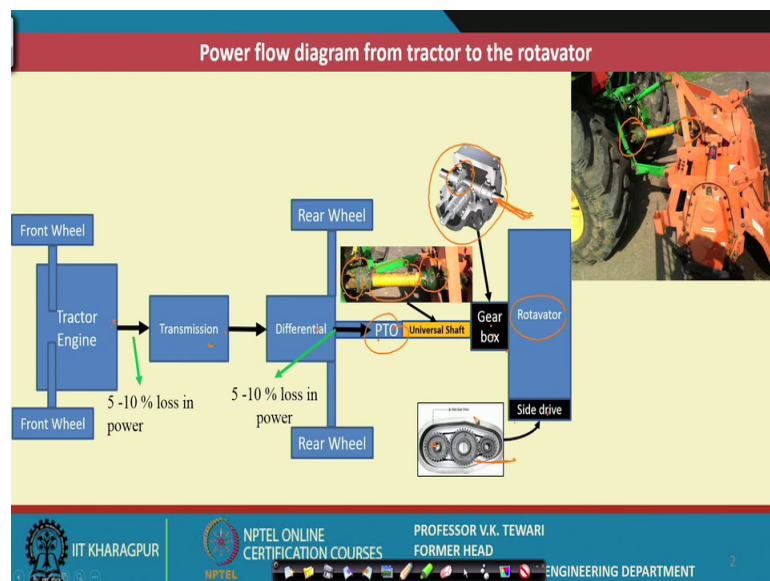 Power flow diagram from tractor to the rotavator
Front Wheel
Tractor
Engine
Front Wheel
5 -10 % loss in
power
Transmission
Rear Wheel
Differential
5 -10 % loss in
power
Rear Wheel
PTO
Universal Shaft
Gear
box
Rotavator
Side drive
IIT KHARAGPUR
NPTEL
NPTEL ONLINE
CERTIFICATION COURSES
PROFESSOR V.K. TEWARI
FORMER HEAD
ENGINEERING DEPARTMENT
2